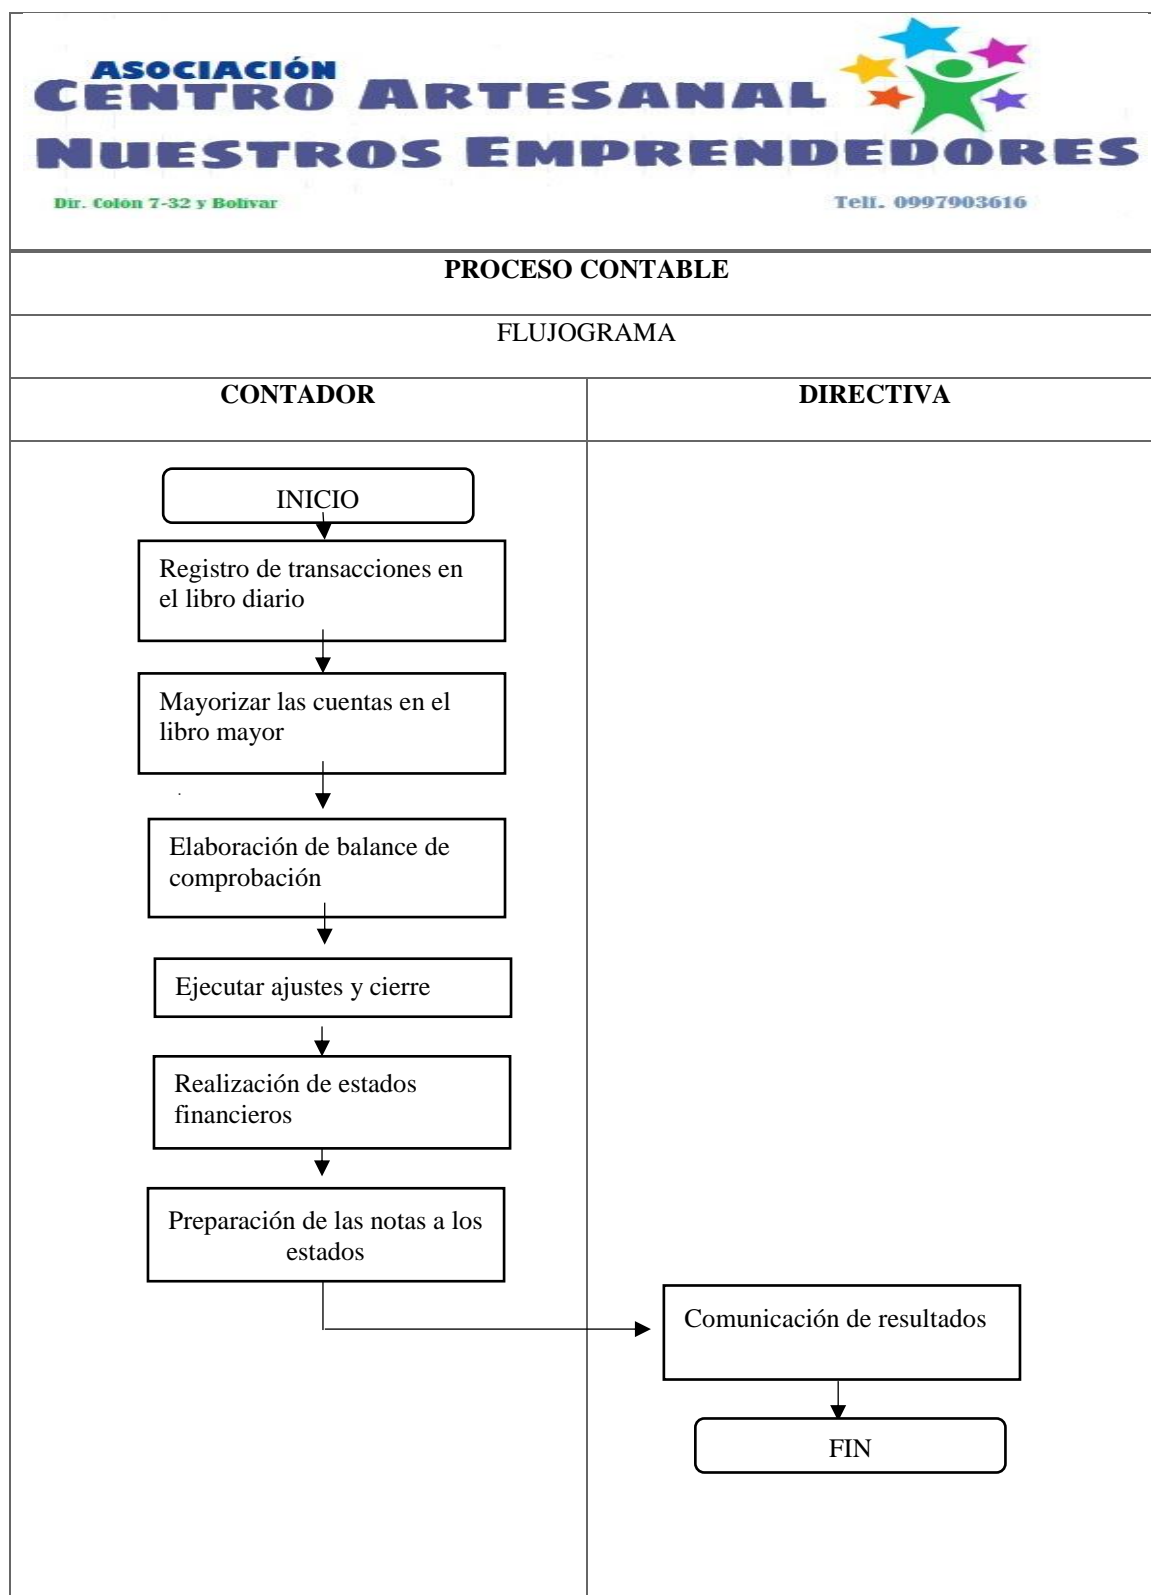 ASOCIACIÓN
CENTRO ARTESANAL
NUESTROS EMPRENDEDORES
Dir. Colón 7-32 y Bolívar
Telf. 0997903616
PROCESO CONTABLE
FLUJOGRAMA
CONTADOR
DIRECTIVA
INICIO
Registro de transacciones en
el libro diario
Mayorizar las cuentas en el
libro mayor
Elaboración de balance de
comprobación
Ejecutar ajustes y cierre
Realización de estados
financieros
Preparación de las notas a los
estados
Comunicación de resultados
FIN